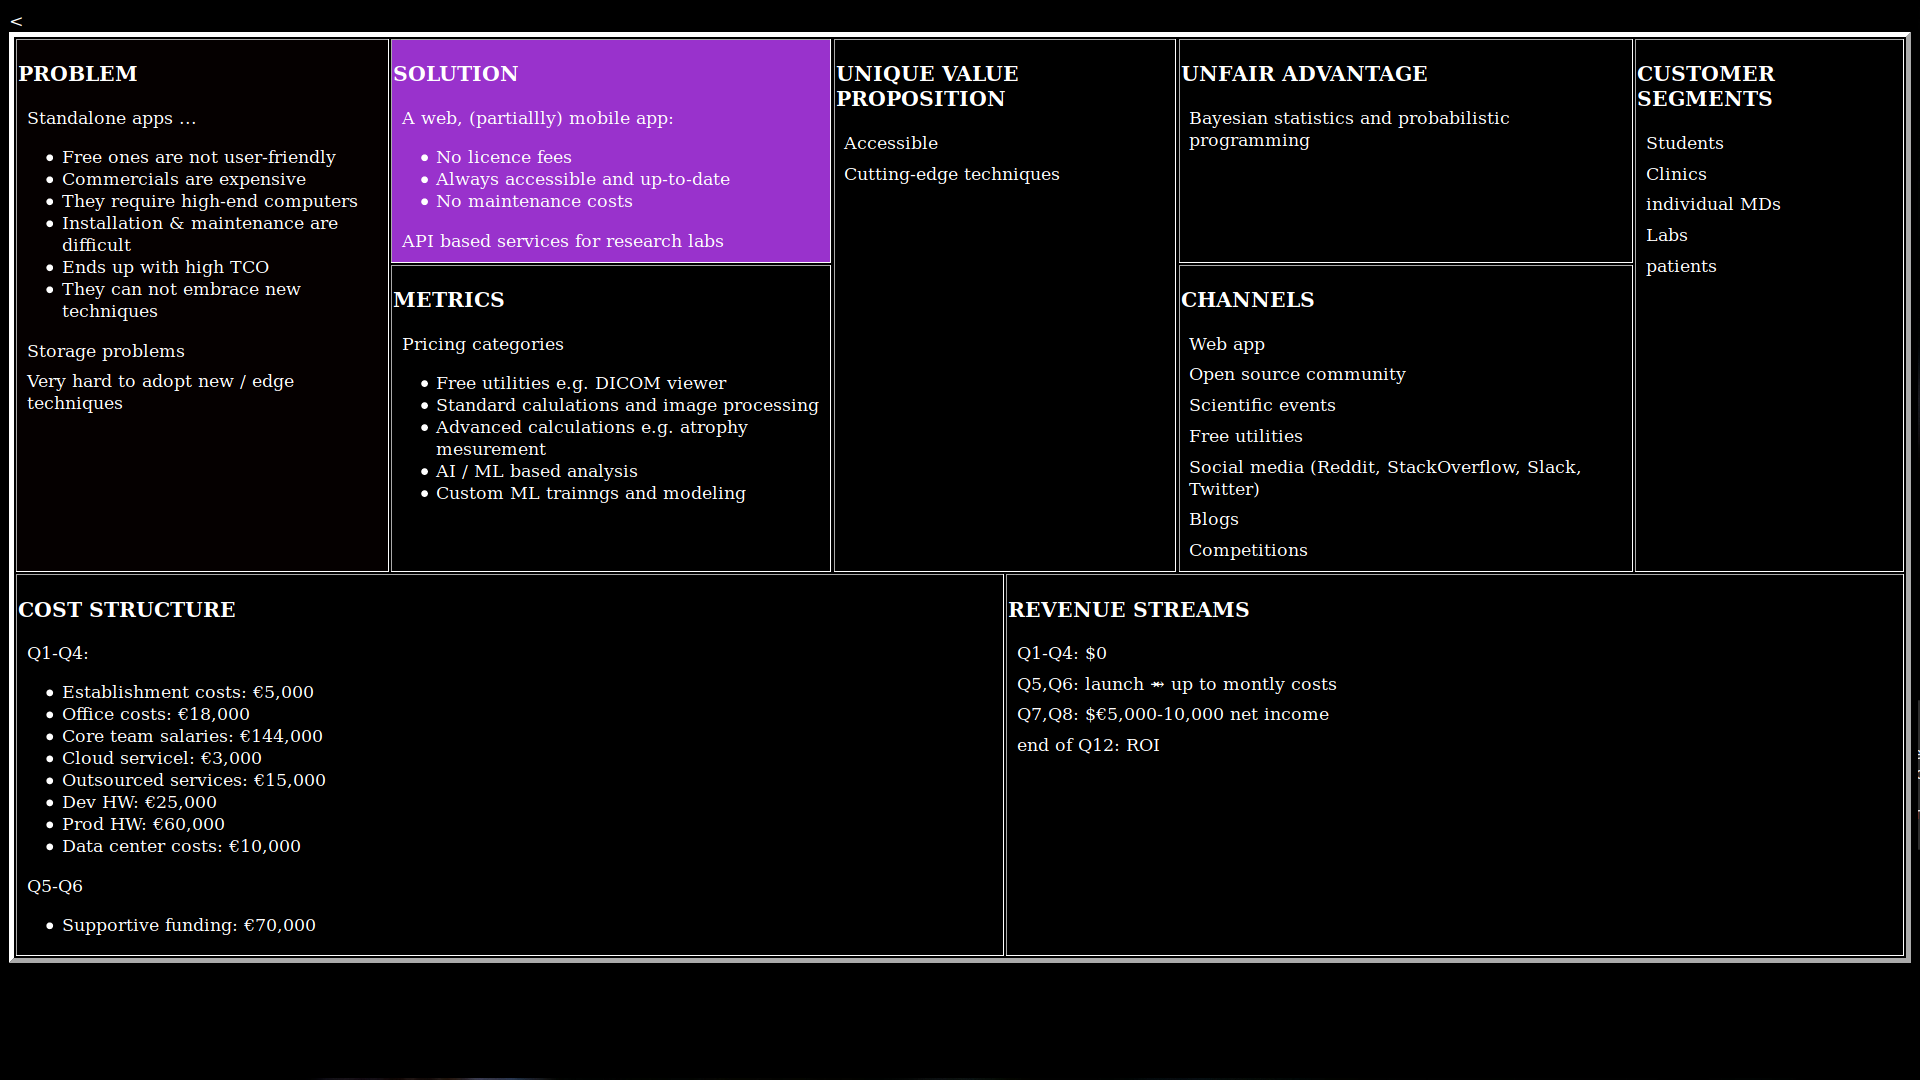 <
PROBLEM
Standalone apps ...
• Free ones are not user-friendly
• Commercials are expensive
• They require high-end computers
• Installation & maintenance are
difficult
• Ends up with high TCO
• They can not embrace new
techniques
Storage problems
Very hard to adopt new / edge
techniques
SOLUTION
A web, (partiallly) mobile app:
• No licence fees
• Always accessible and up-to-date
• No maintenance costs
API based services for research labs
METRICS
Pricing categories
• Free utilities e.g. DICOM viewer
• Standard calulations and image processing
• Advanced calculations e.g. atrophy
mesurement
• AI / ML based analysis
• Custom ML trainngs and modeling
UNIQUE VALUE
PROPOSITION
Accessible
Cutting-edge techniques
UNFAIR ADVANTAGE
Bayesian statistics and probabilistic
programming
CHANNELS
Web app
Open source community
Scientific events
Free utilities
Social media (Reddit, StackOverflow, Slack,
Twitter)
Blogs
Competitions
CUSTOMER
SEGMENTS
Students
Clinics
individual MDs
Labs
patients
COST STRUCTURE
Q1-Q4:
• Establishment costs: €5,000
• Office costs: €18,000
• Core team salaries: €144,000
• Cloud servicel: €3,000
• Outsourced services: €15,000
• Dev HW: €25,000
• Prod HW: €60,000
• Data center costs: €10,000
Q5-Q6
• Supportive funding: €70,000
REVENUE STREAMS
Q1-Q4: $0
Q5,Q6: launch ⤀ up to montly costs
Q7,Q8: $€5,000-10,000 net income
end of Q12: ROI